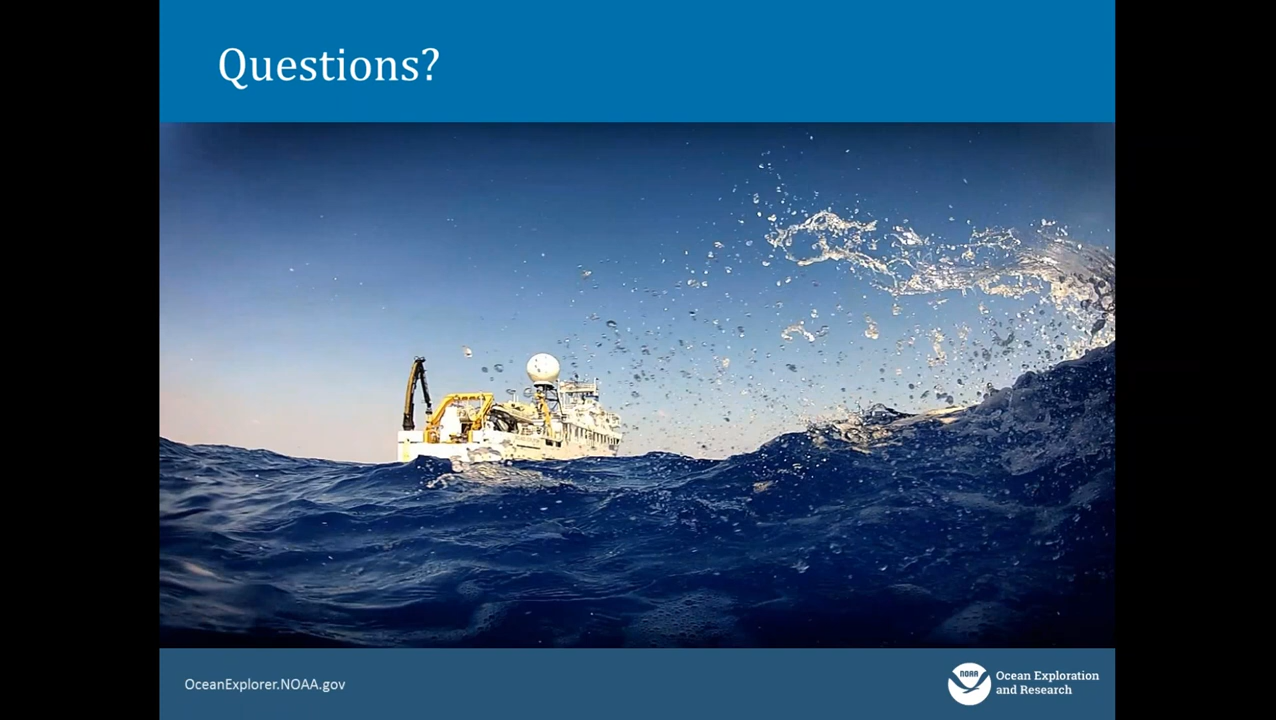 Questions?
OceanExplorer.NOAA.gov
NOAA
Ocean Exploration
and Research